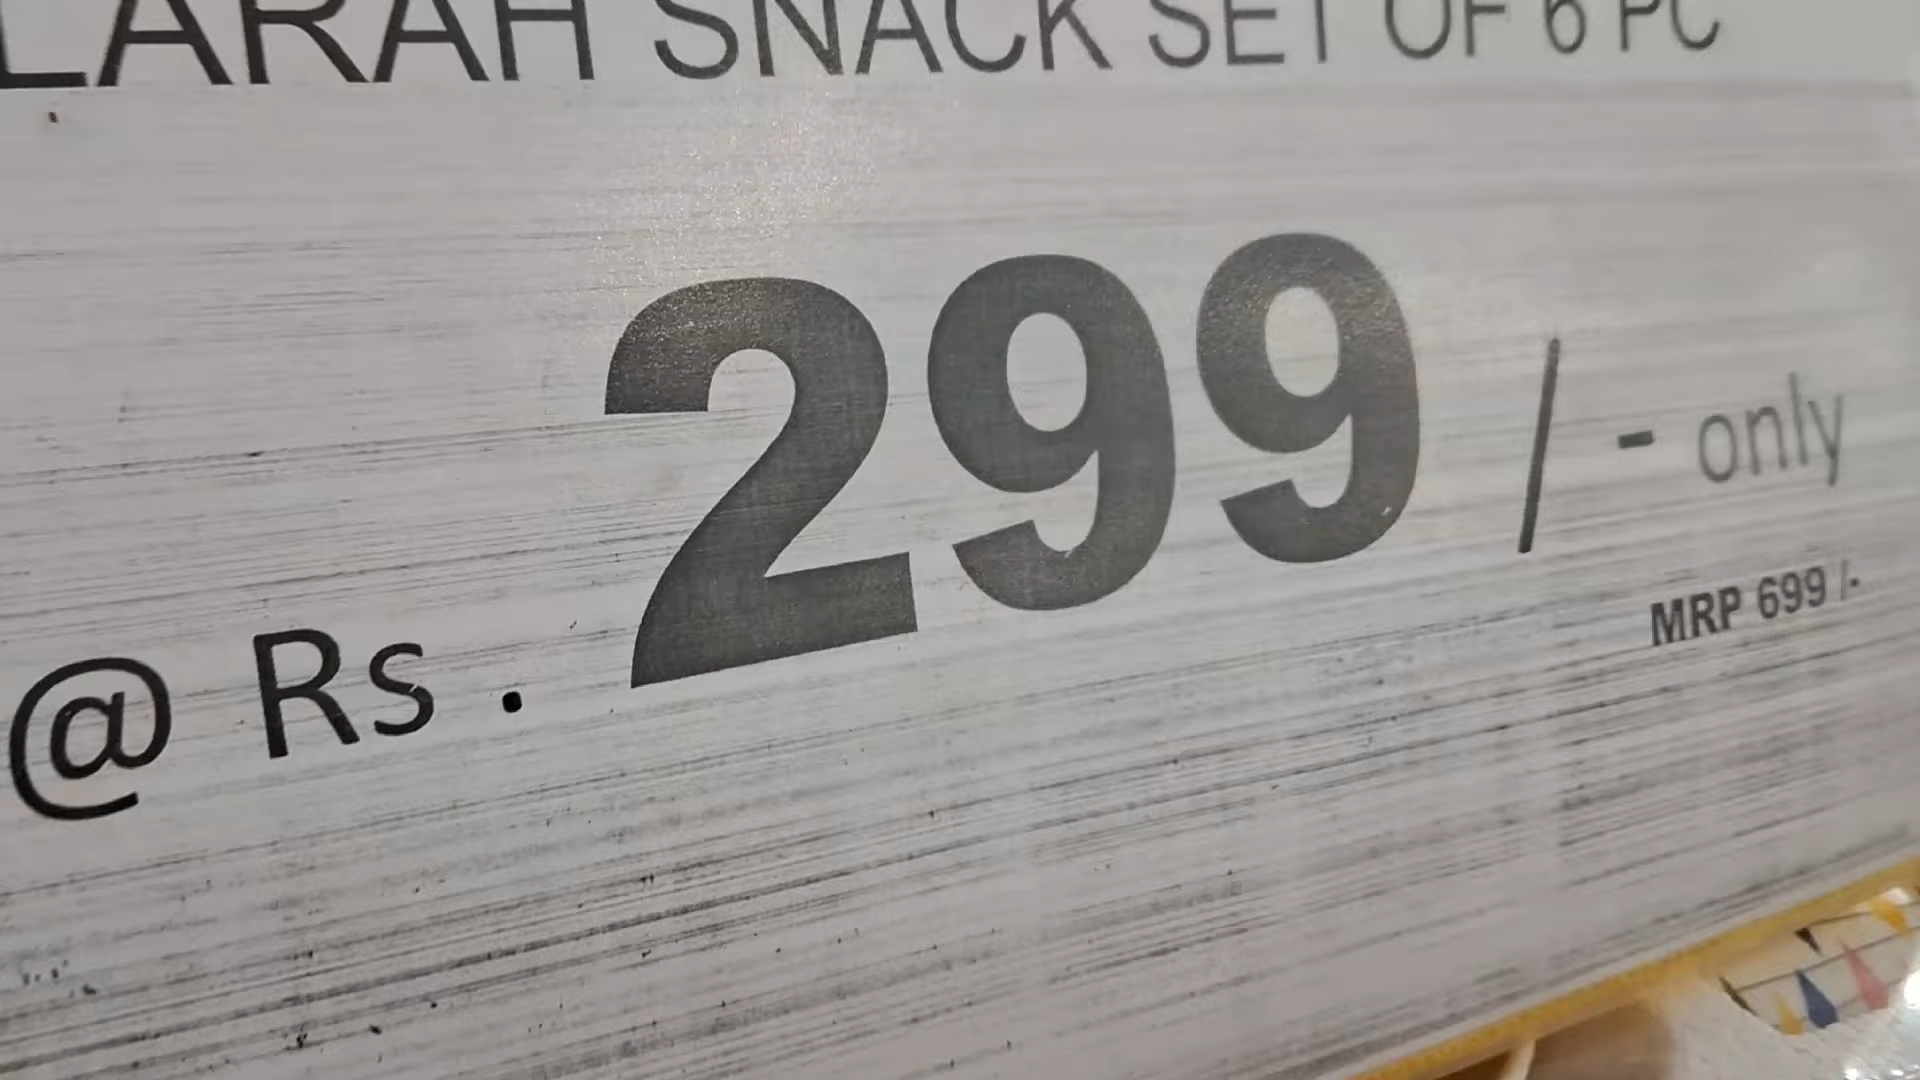 LARAH SNACK SET OF 6 PC
@ Rs . 299 /- only
MRP 699 /-